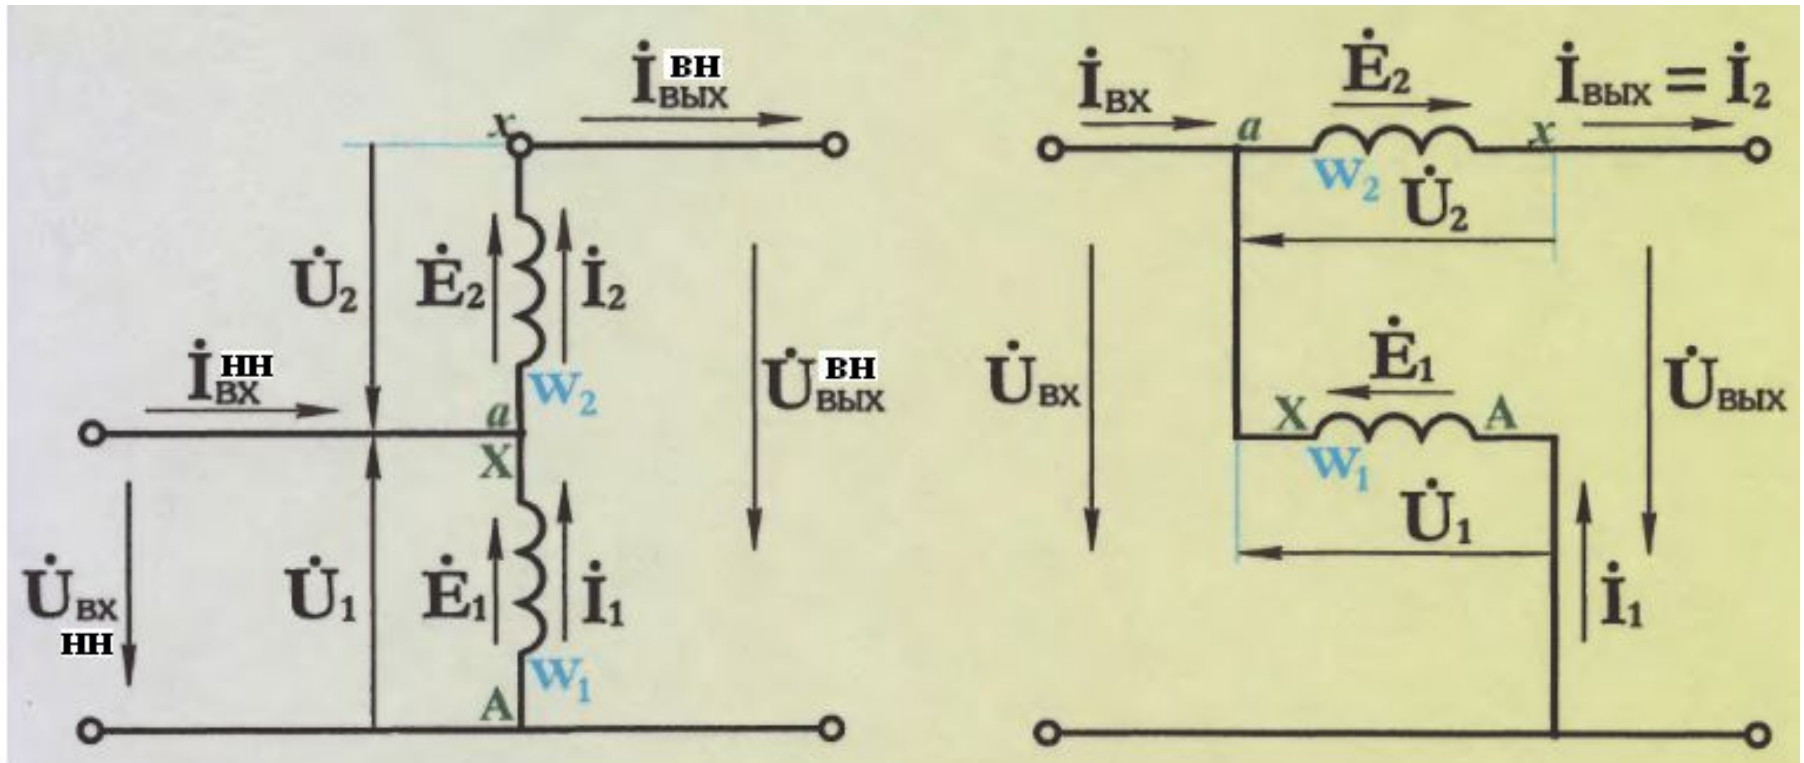 İ ВН ВЫХ
x
U̇2
Ė2
İ2
İ НН ВХ
W2
U̇ ВН ВЫХ
a
X
U̇ВХ
НН
U̇1
Ė1
İ1
W1
A
İВХ
Ė2
İВЫХ = İ2
a
x
W2
U̇2
U̇ВХ
Ė1
U̇ВЫХ
X
A
W1
U̇1
İ1